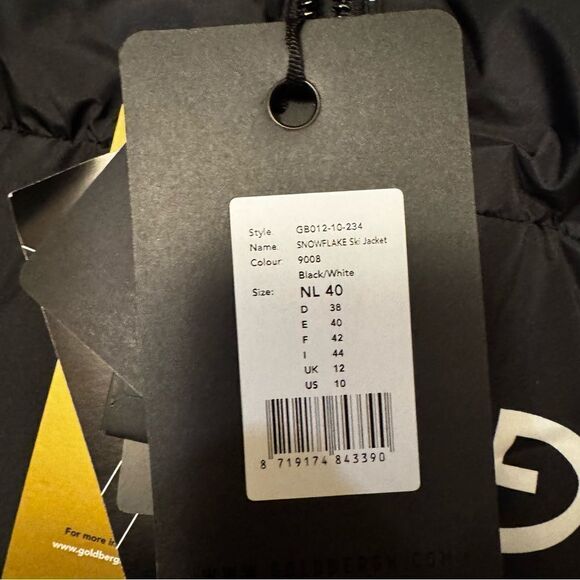 Style. GB012-10-234
Name. SNOWFLAKE Ski Jacket
Colour. 9008
Black/White
Size: NL 40
D 38
E 40
F 42
I 44
UK 12
US 10
8 719174 843390
For more in
www.goldberg
G